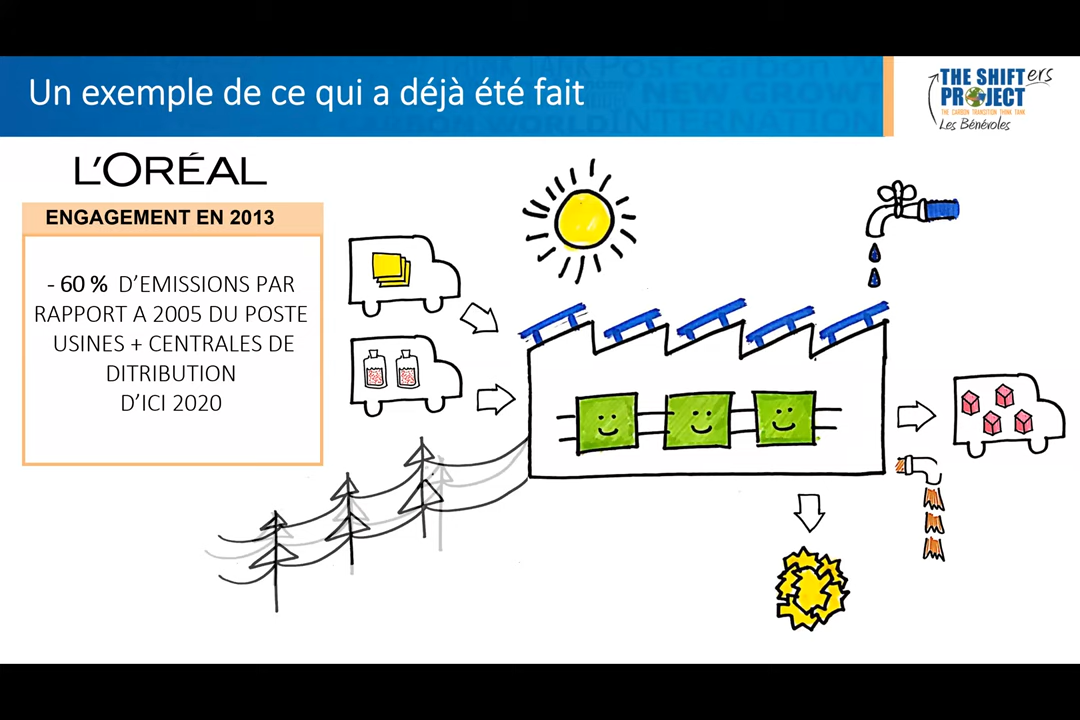 Un exemple de ce qui a déjà été fait
THE SHIFTers
PROJECT
THE CARBON TRANSITION THINK TANK
Les Bénévoles
L'ORÉAL
ENGAGEMENT EN 2013
- 60 % D'EMISSIONS PAR
RAPPORT A 2005 DU POSTE
USINES + CENTRALES DE
DITRIBUTION
D'ICI 2020